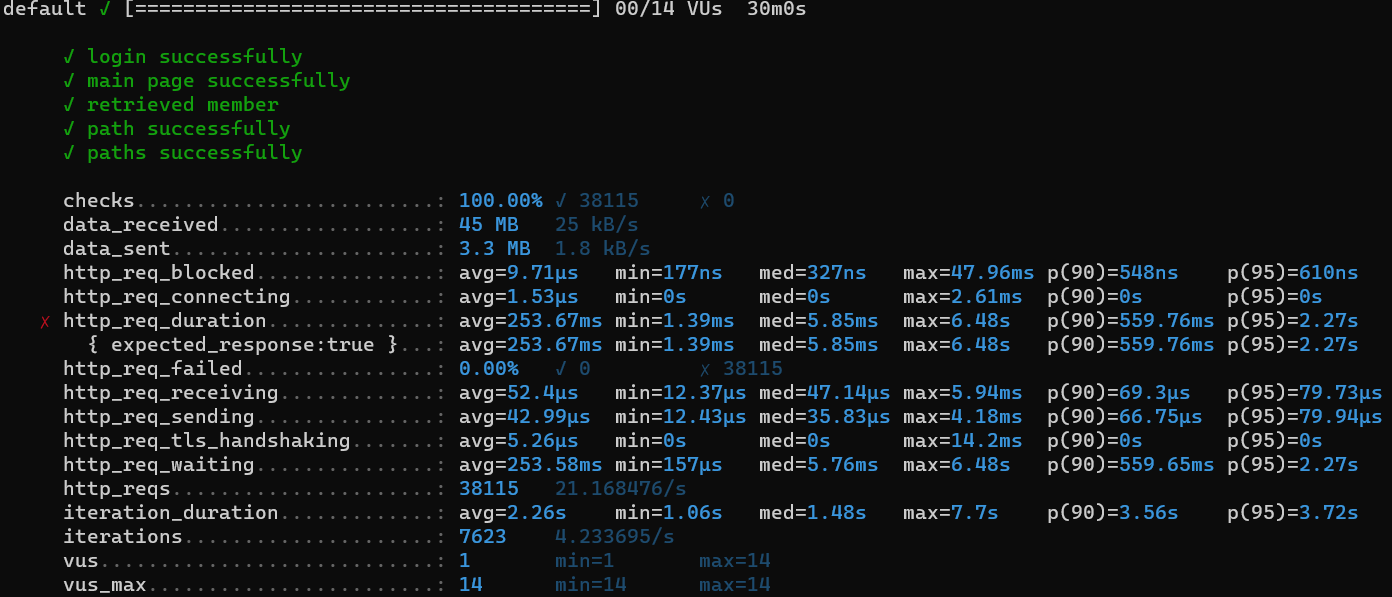 default ✓ [======================================] 00/14 VUs  30m0s
✓ login successfully
✓ main page successfully
✓ retrieved member
✓ path successfully
✓ paths successfully
checks.........................: 100.00% ✓ 38115     ✗ 0
data_received..................: 45 MB   25 kB/s
data_sent......................: 3.3 MB  1.8 kB/s
http_req_blocked...............: avg=9.71µs   min=177ns   med=327ns   max=47.96ms p(90)=548ns    p(95)=610ns
http_req_connecting............: avg=1.53µs   min=0s      med=0s      max=2.61ms  p(90)=0s       p(95)=0s
✗ http_req_duration..............: avg=253.67ms min=1.39ms  med=5.85ms  max=6.48s   p(90)=559.76ms p(95)=2.27s
{ expected_response:true }...: avg=253.67ms min=1.39ms  med=5.85ms  max=6.48s   p(90)=559.76ms p(95)=2.27s
http_req_failed................: 0.00%   ✓ 0         ✗ 38115
http_req_receiving.............: avg=52.4µs   min=12.37µs med=47.14µs max=5.94ms  p(90)=69.3µs   p(95)=79.73µs
http_req_sending...............: avg=42.99µs  min=12.43µs med=35.83µs max=4.18ms  p(90)=66.75µs  p(95)=79.94µs
http_req_tls_handshaking.......: avg=5.26µs   min=0s      med=0s      max=14.2ms  p(90)=0s       p(95)=0s
http_req_waiting...............: avg=253.58ms min=157µs   med=5.76ms  max=6.48s   p(90)=559.65ms p(95)=2.27s
http_reqs......................: 38115   21.168476/s
iteration_duration.............: avg=2.26s    min=1.06s   med=1.48s   max=7.7s    p(90)=3.56s    p(95)=3.72s
iterations.....................: 7623    4.233695/s
vus............................: 1       min=1       max=14
vus_max........................: 14      min=14      max=14